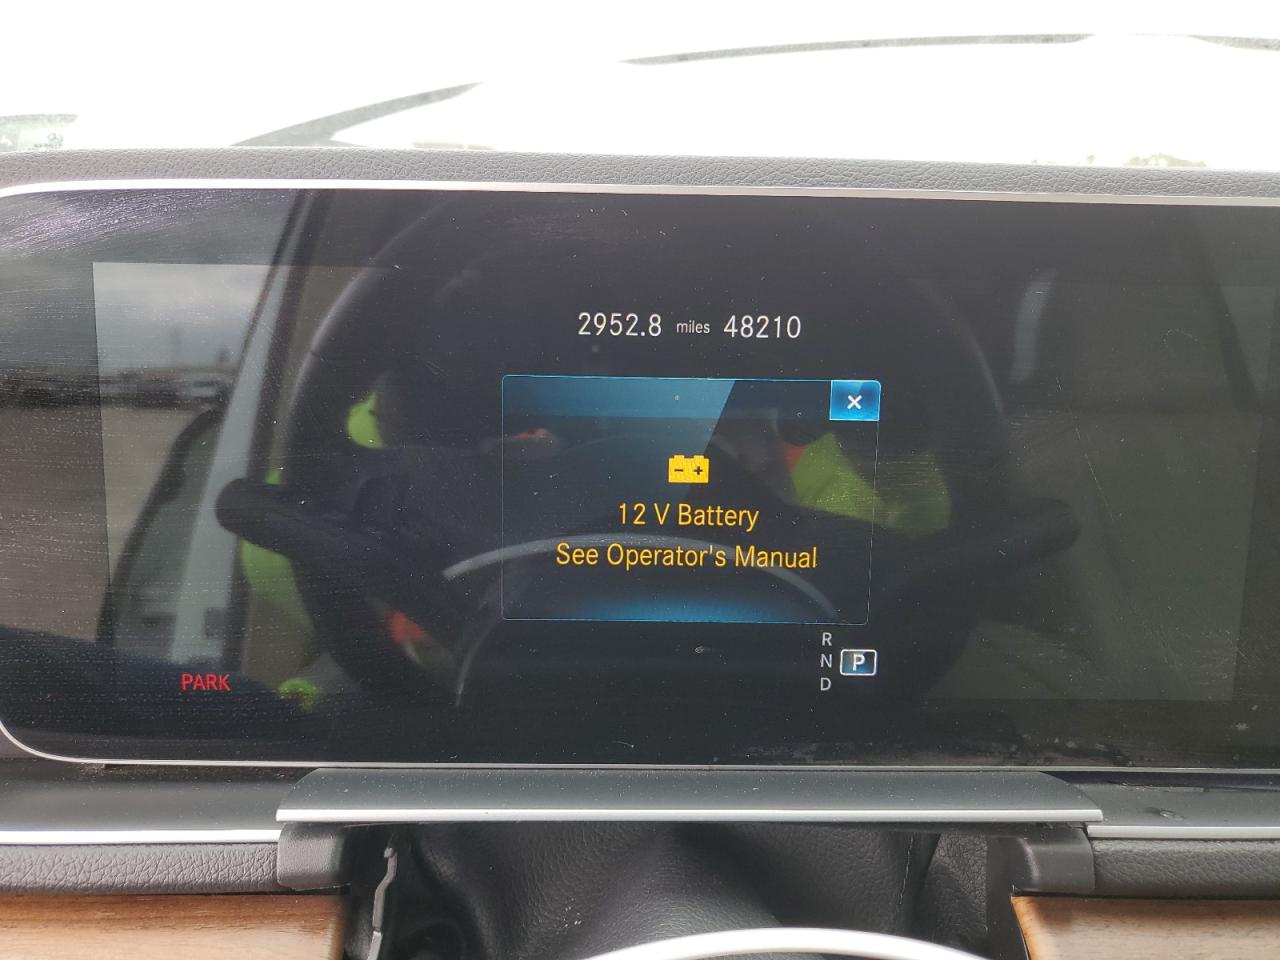 2952.8 miles 48210
×
- +
12 V Battery
See Operator's Manual
R
N P
D
PARK